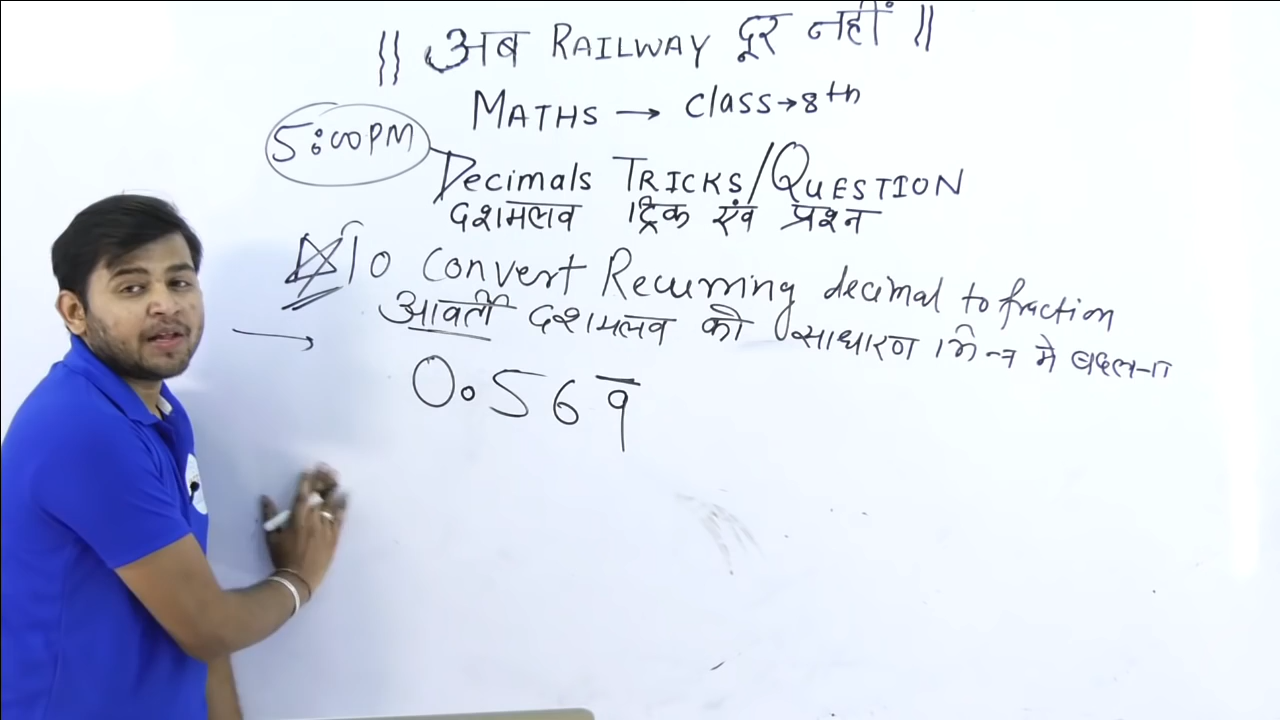 || अब RAILWAY दूर नहीं ||
MATHS → Class→8th
5:00PM
Decimals TRICKS/QUESTION
दशमलव ट्रिक एंव प्रश्न
To Convert Recurring decimal to fraction
आवर्ती दशमलव को साधारण भिन्न मे बदलना
→ 0.569̅